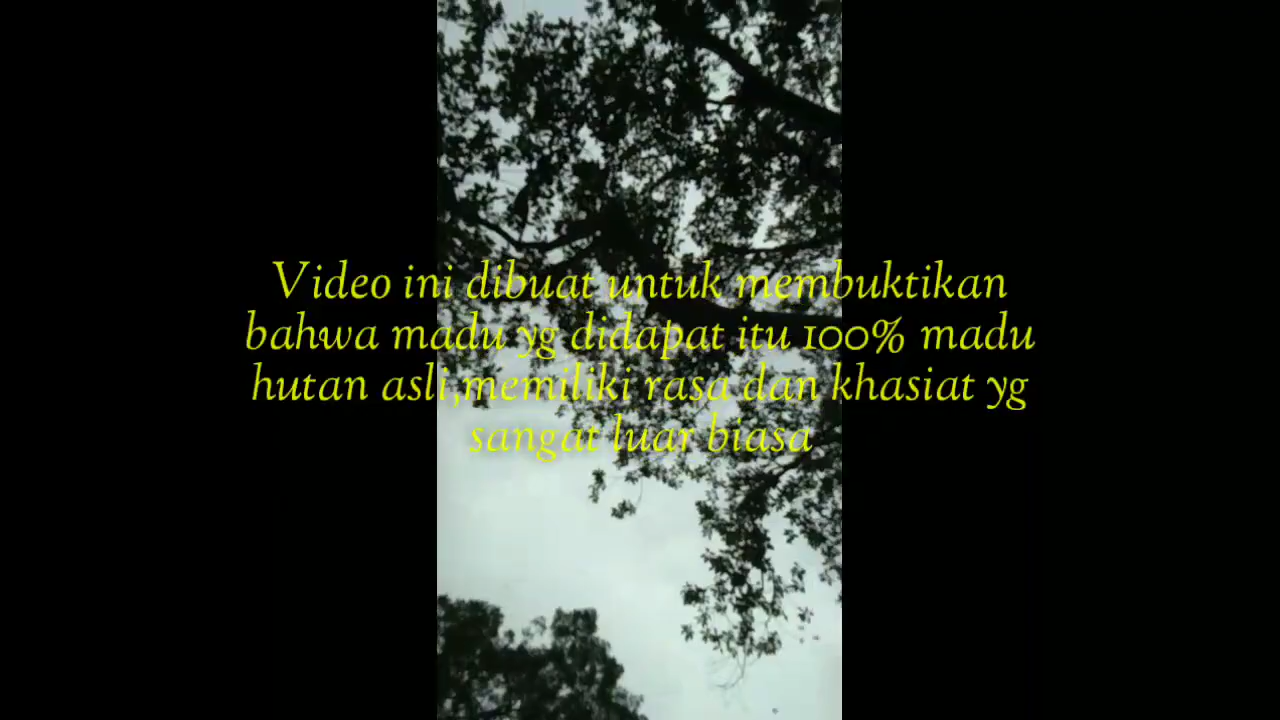 Video ini dibuat untuk membuktikan
bahwa madu yg didapat itu 100% madu
hutan asli,memiliki rasa dan khasiat yg
sangat luar biasa